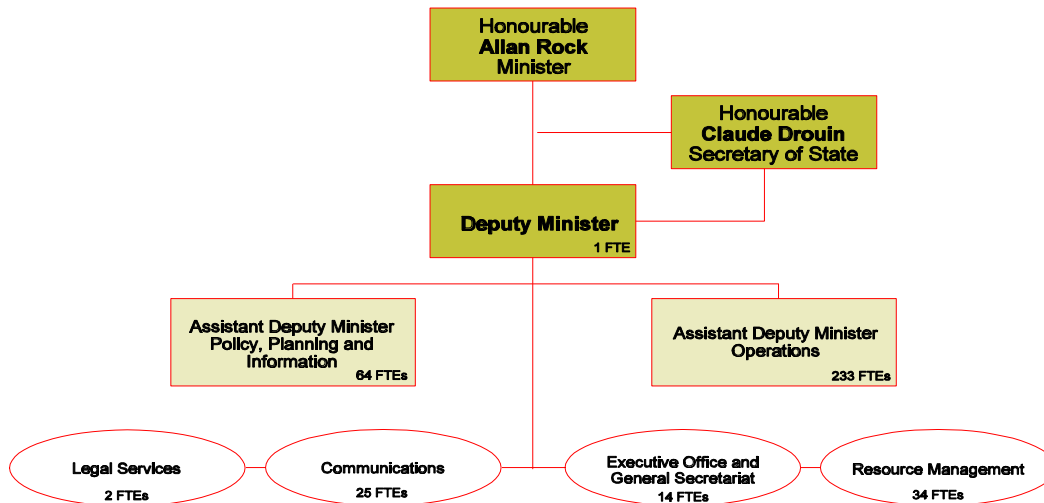 Honourable
Allan Rock
Minister
Honourable
Claude Drouin
Secretary of State
Deputy Minister
1 FTE
Assistant Deputy Minister
Policy, Planning and
Information
64 FTEs
Assistant Deputy Minister
Operations
233 FTEs
Legal Services
2 FTEs
Communications
25 FTEs
Executive Office and
General Secretariat
14 FTEs
Resource Management
34 FTEs